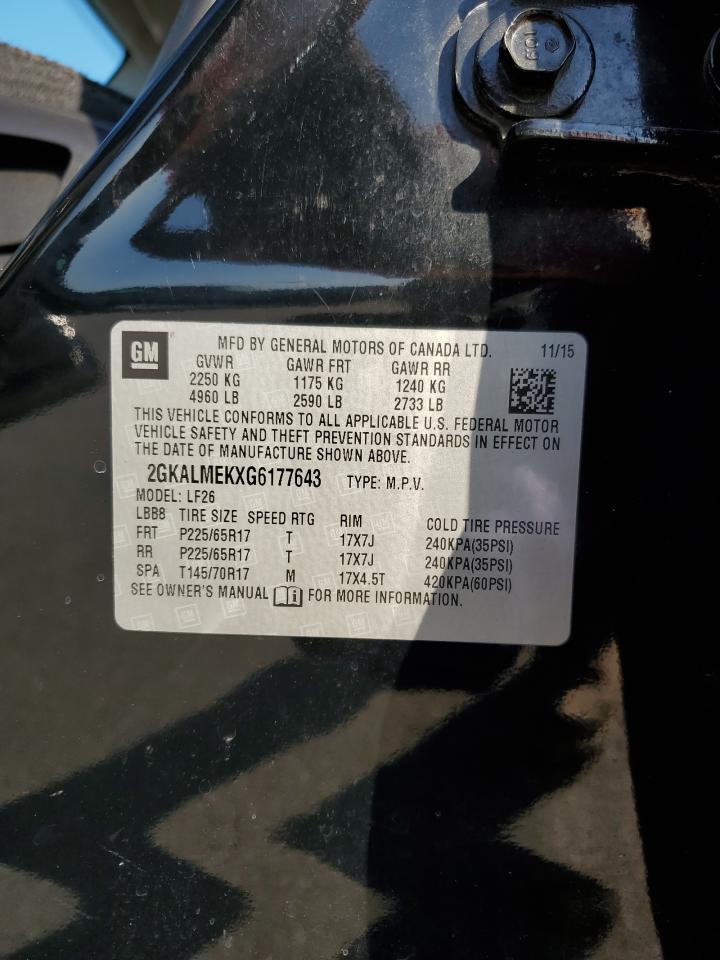 109
GM
MFD BY GENERAL MOTORS OF CANADA LTD. 11/15
GVWR GAWR FRT GAWR RR
2250 KG 1175 KG 1240 KG
4960 LB 2590 LB 2733 LB
THIS VEHICLE CONFORMS TO ALL APPLICABLE U.S. FEDERAL MOTOR
VEHICLE SAFETY AND THEFT PREVENTION STANDARDS IN EFFECT ON
THE DATE OF MANUFACTURE SHOWN ABOVE.
2GKALMEKXG6177643 TYPE: M.P.V.
MODEL: LF26
LBB8 TIRE SIZE SPEED RTG RIM COLD TIRE PRESSURE
FRT P225/65R17 T 17X7J 240KPA(35PSI)
RR P225/65R17 T 17X7J 240KPA(35PSI)
SPA T145/70R17 M 17X4.5T 420KPA(60PSI)
SEE OWNER'S MANUAL FOR MORE INFORMATION.